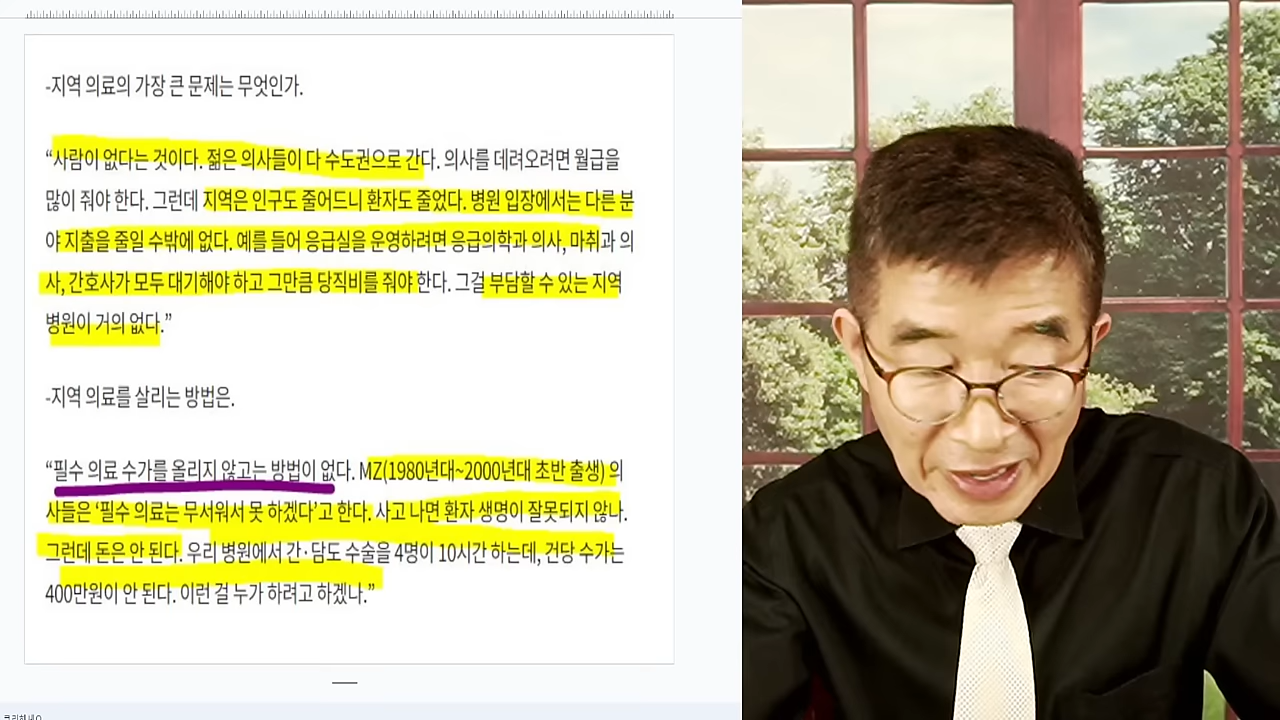 -지역 의료의 가장 큰 문제는 무엇인가.
“사람이 없다는 것이다. 젊은 의사들이 다 수도권으로 간다. 의사를 데려오려면 월급을
많이 줘야 한다. 그런데 지역은 인구도 줄어드니 환자도 줄었다. 병원 입장에서는 다른 분
야 지출을 줄일 수밖에 없다. 예를 들어 응급실을 운영하려면 응급의학과 의사, 마취과 의
사, 간호사가 모두 대기해야 하고 그만큼 당직비를 줘야 한다. 그걸 부담할 수 있는 지역
병원이 거의 없다.”
-지역 의료를 살리는 방법은.
“필수 의료 수가를 올리지 않고는 방법이 없다. MZ(1980년대~2000년대 초반 출생) 의
사들은 ‘필수 의료는 무서워서 못 하겠다’고 한다. 사고 나면 환자 생명이 잘못되지 않나.
그런데 돈은 안 된다. 우리 병원에서 간·담도 수술을 4명이 10시간 하는데, 건당 수가는
400만원이 안 된다. 이런 걸 누가 하려고 하겠나.”